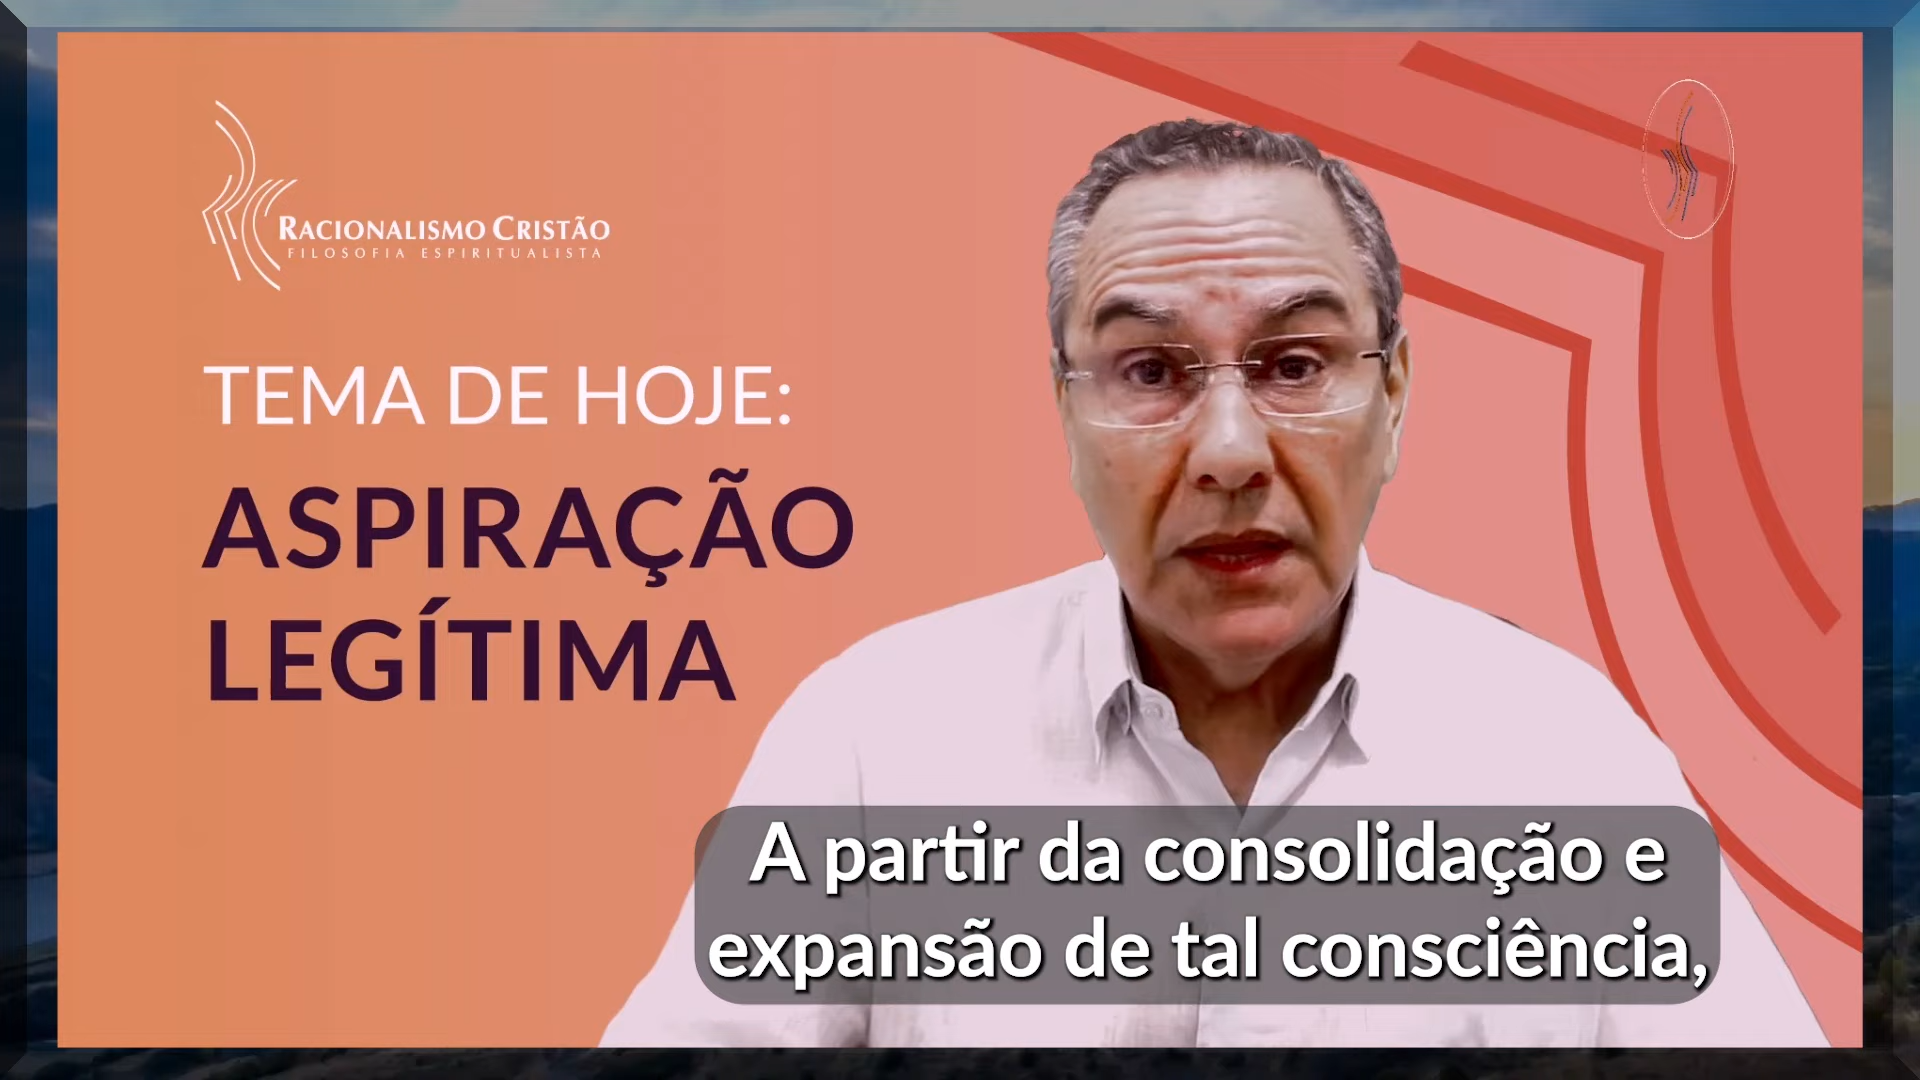 RACIONALISMO CRISTÃO
FILOSOFIA ESPIRITUALISTA
TEMA DE HOJE:
ASPIRAÇÃO
LEGÍTIMA
A partir da consolidação e
expansão de tal consciência,